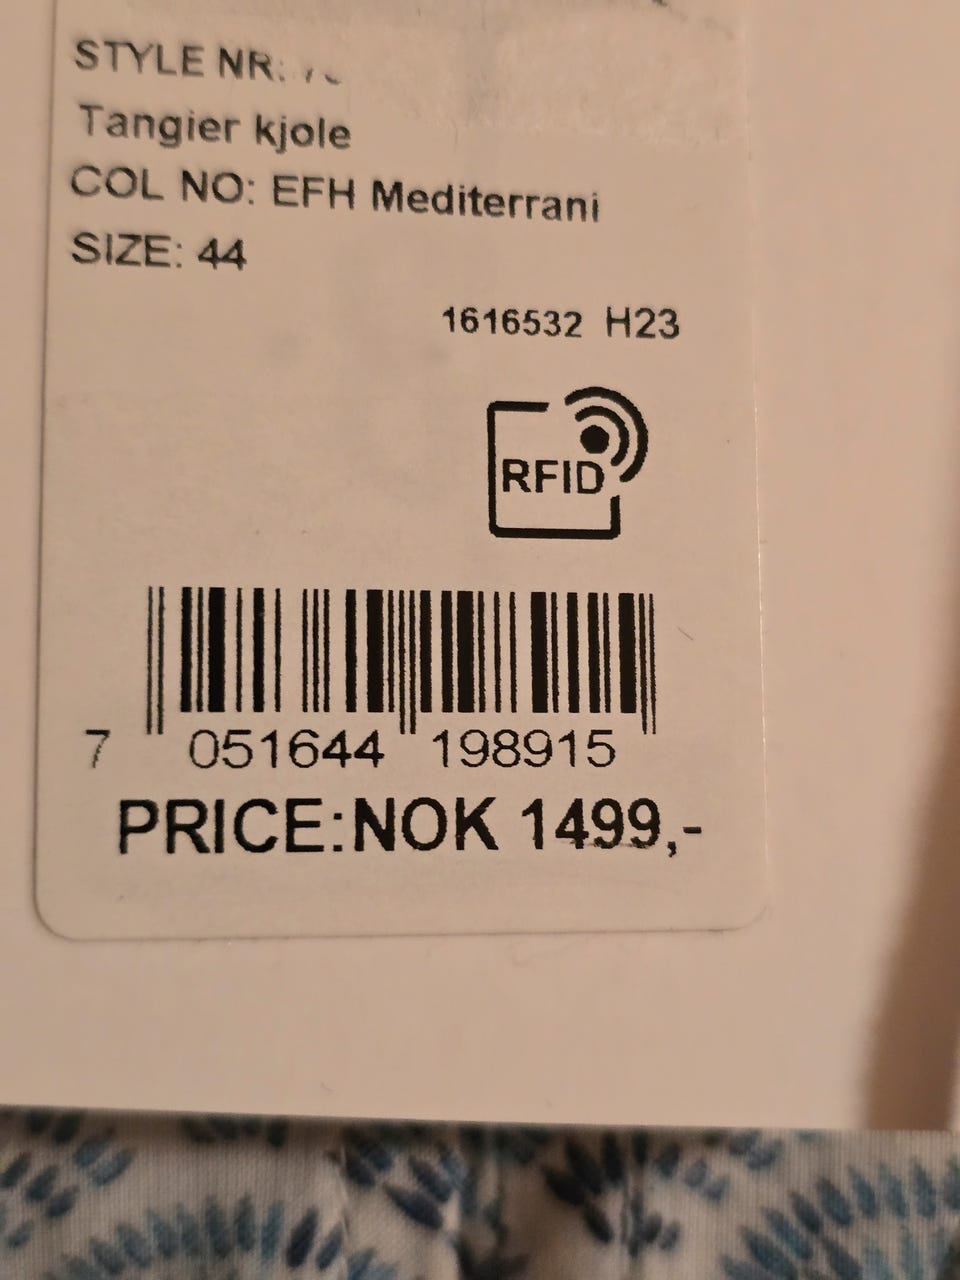 STYLE NR:
Tangier kjole
COL NO: EFH Mediterrani
SIZE: 44
1616532 H23
RFID
7 051644 198915
PRICE:NOK 1499,-